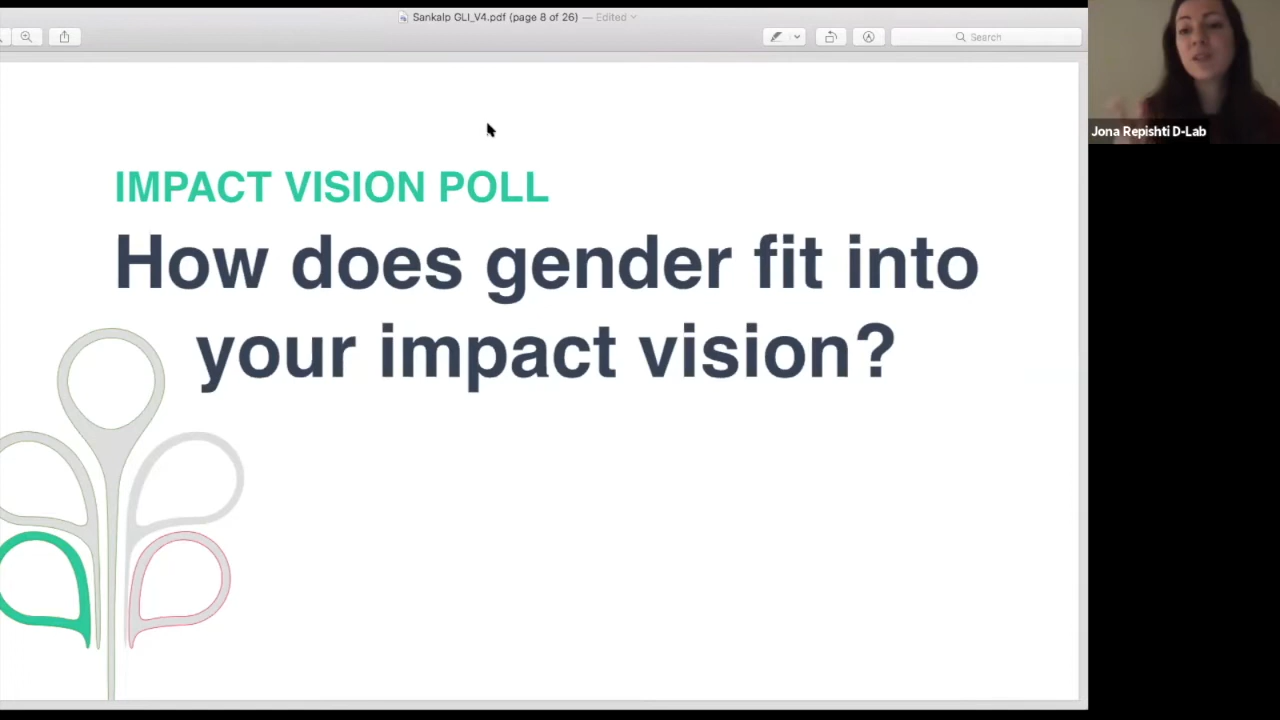 Sankalp GLI_V4.pdf (page 8 of 26) — Edited
Search
Jona Repishti D-Lab
IMPACT VISION POLL
How does gender fit into
your impact vision?